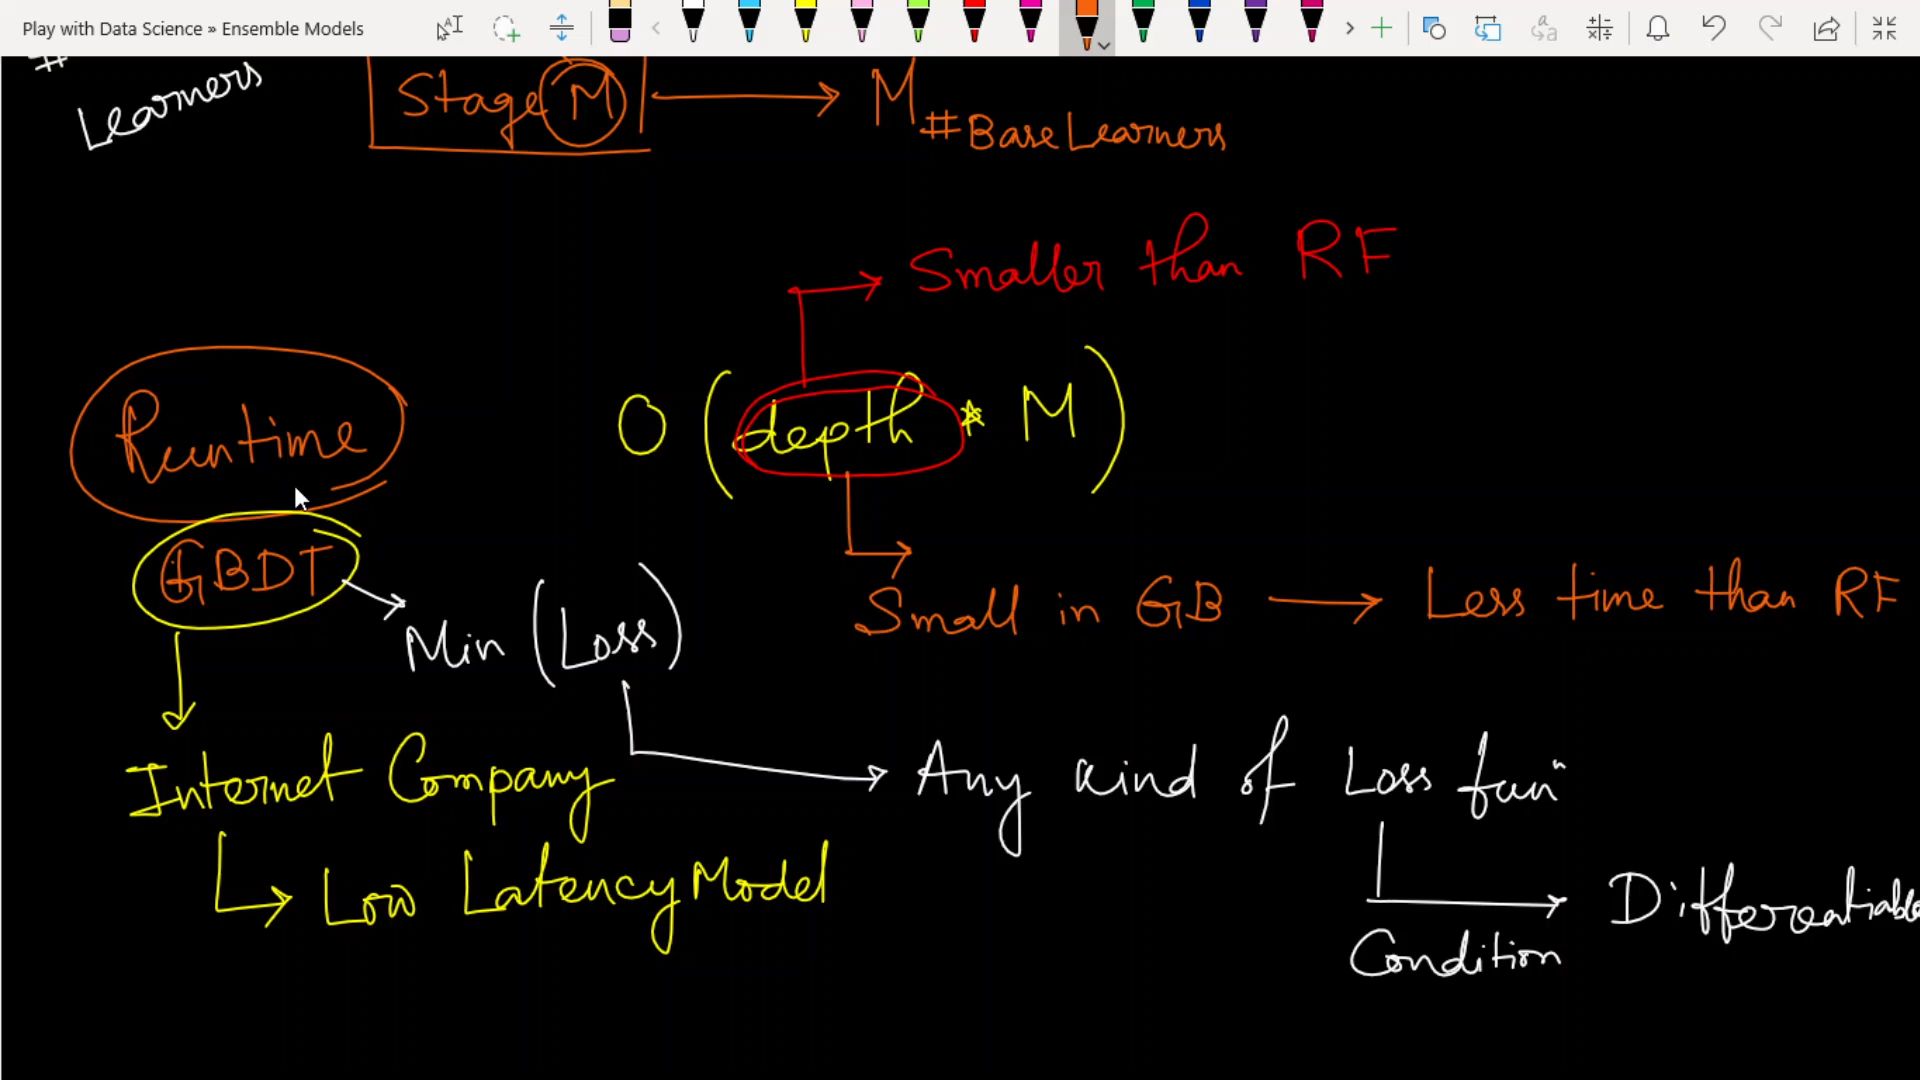 Play with Data Science » Ensemble Models
#
Learners
Stage M → M #Base Learners
Smaller than RF
Runtime
O (depth * M)
GBDT
Min (Loss)
Small in GB → Less time than RF
Internet Company
Any kind of Loss funⁿ
Low Latency Model
Differentiable
Condition